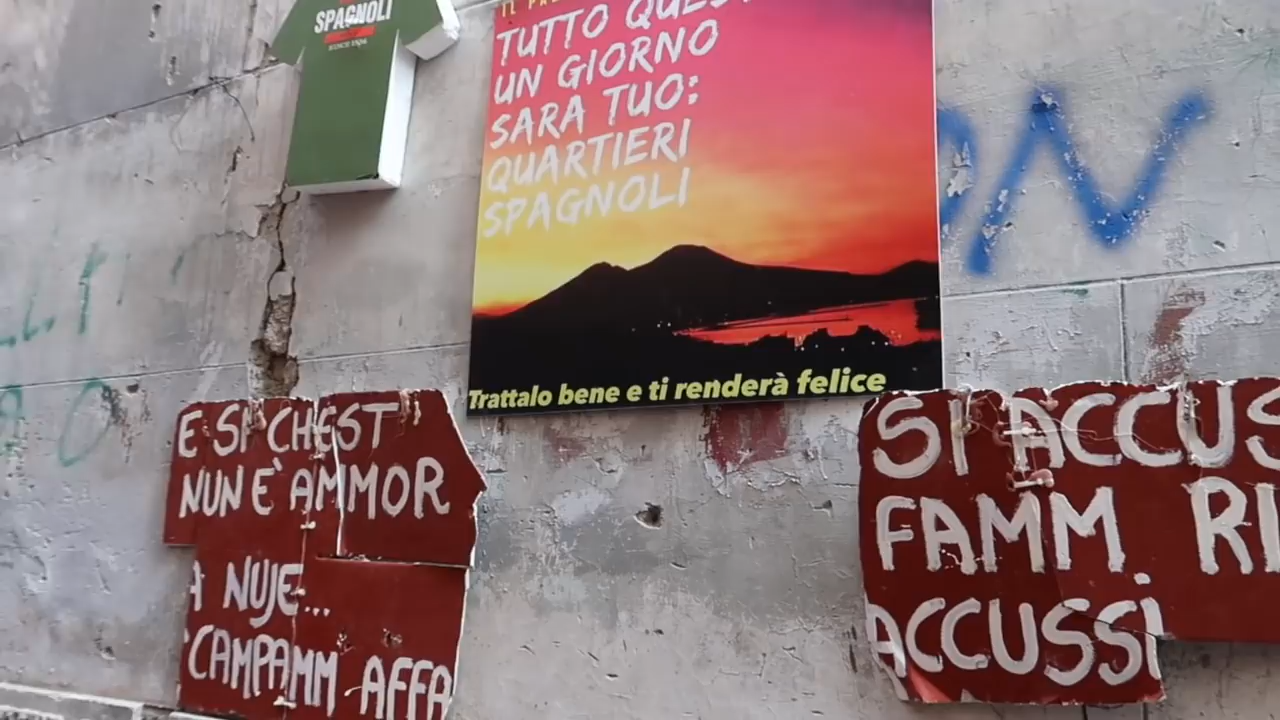 SPAGNOLI
TUTTO
UN GIORNO
SARA TUO:
QUARTIERI
SPAGNOLI
Trattalo bene e ti renderà felice
E SI CHEST
NUN È AMMOR
A NUJE...
CAMPAMM AFFA
SI ACCUS
FAMM RI
ACCUSSI